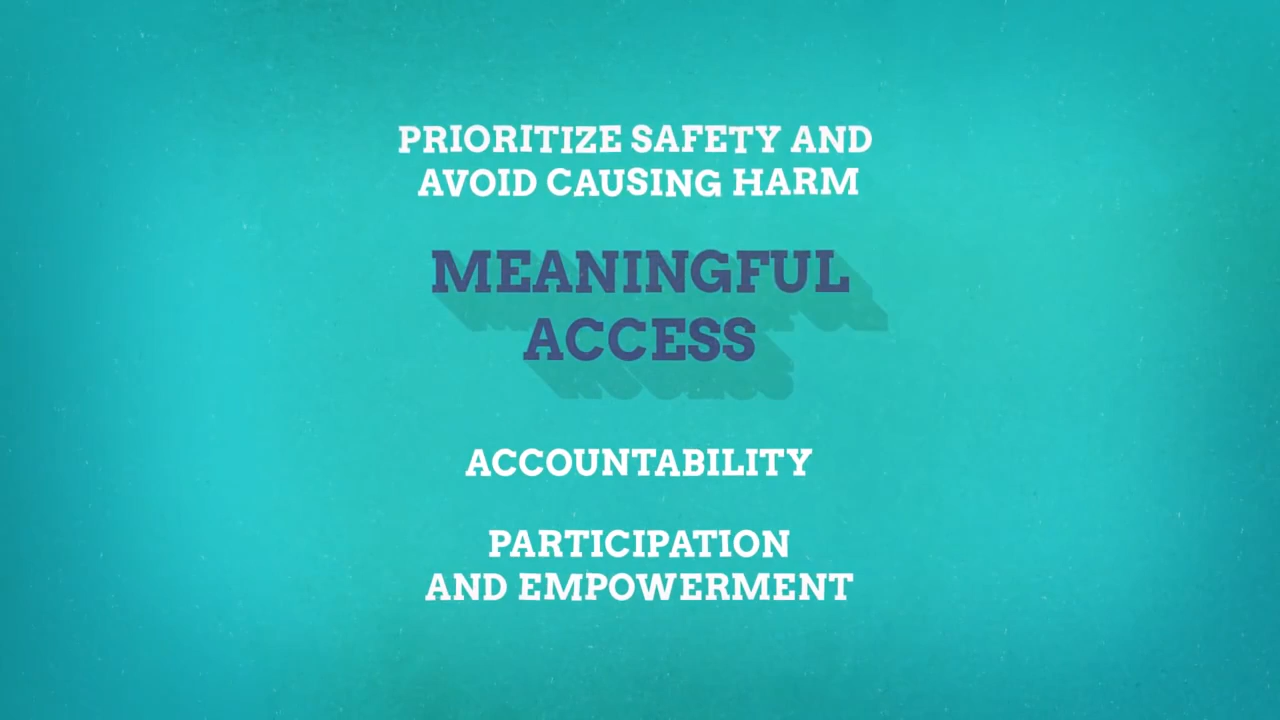 PRIORITIZE SAFETY AND
AVOID CAUSING HARM
MEANINGFUL
ACCESS
ACCOUNTABILITY
PARTICIPATION
AND EMPOWERMENT